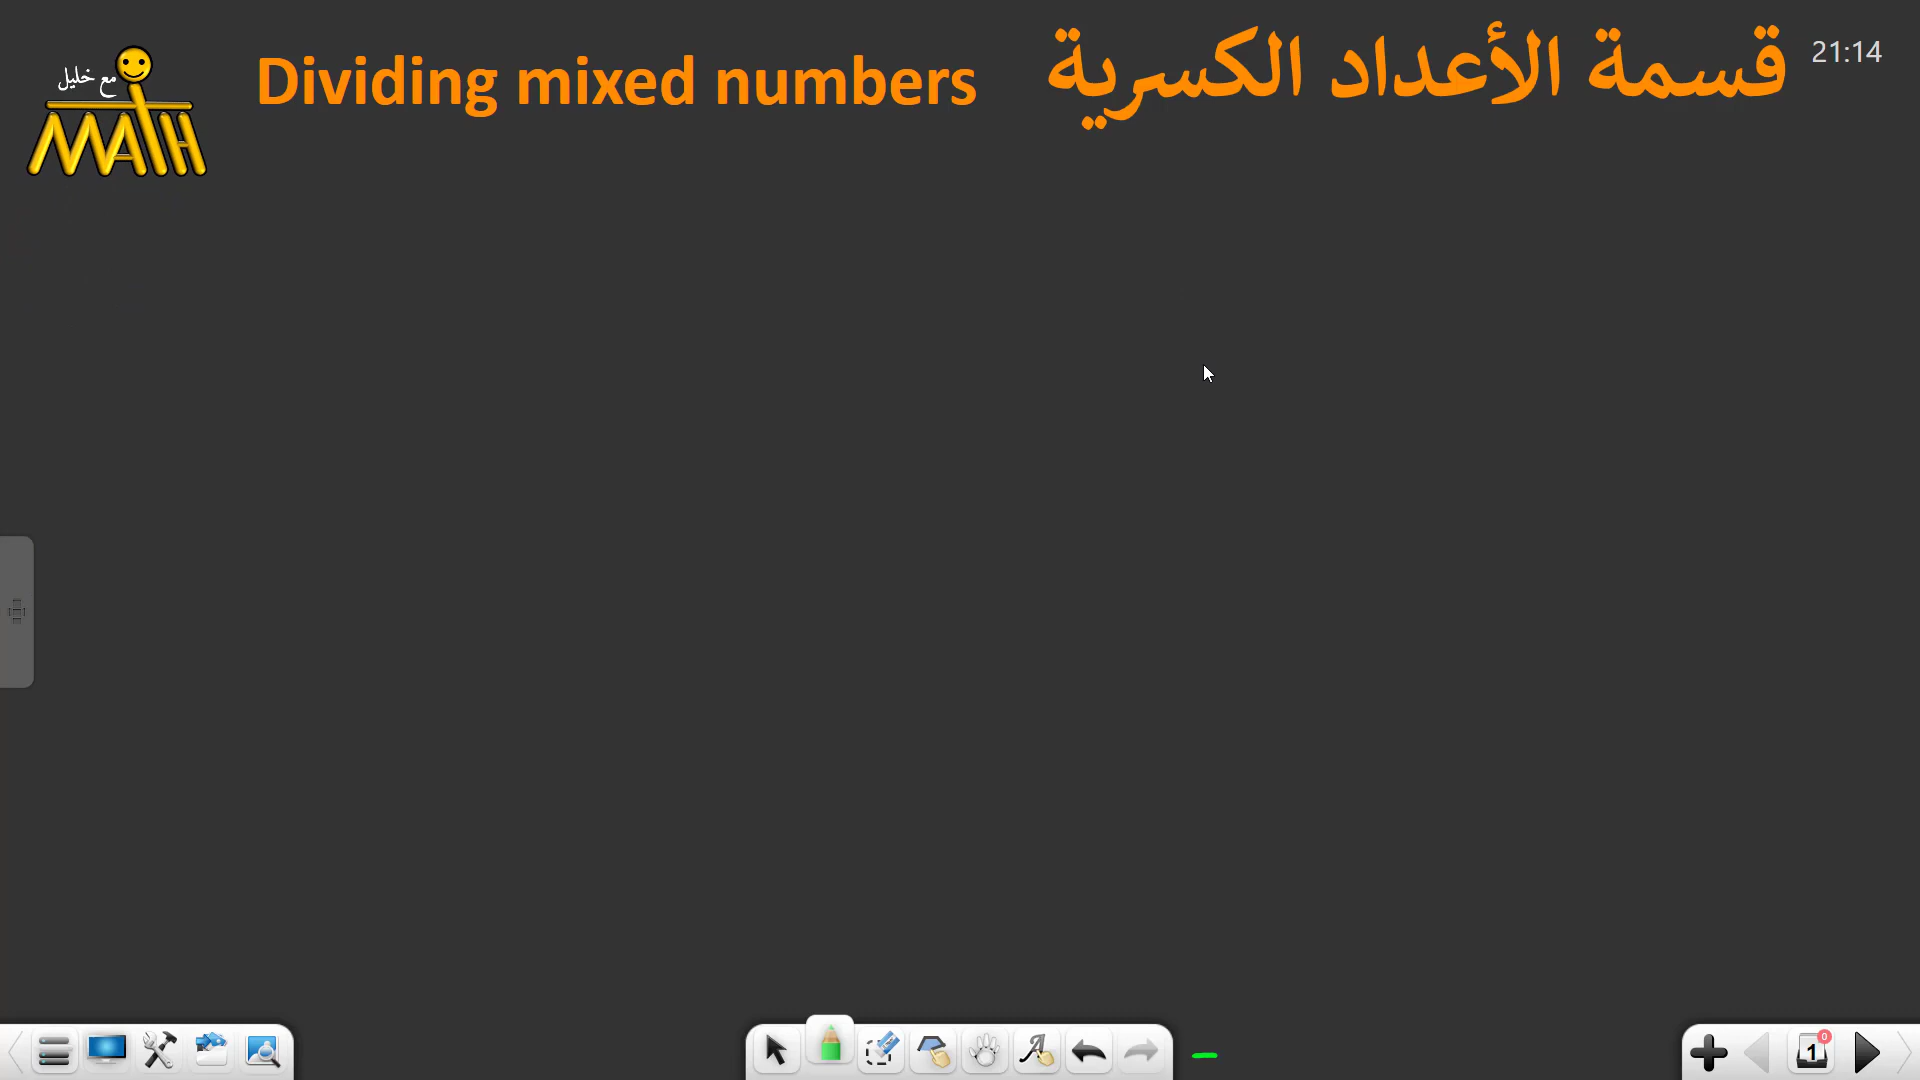 قسمة الأعداد الكسرية
Dividing mixed numbers
21:14
مع خليل
MATH
1
0